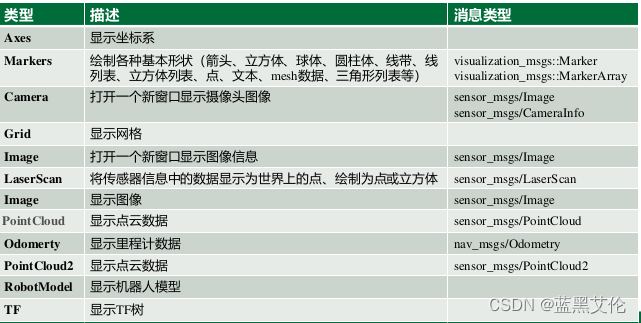 类型 描述 消息类型
Axes 显示坐标系
Markers 绘制各种基本形状（箭头、立方体、球体、圆柱体、线带、线 visualization_msgs::Marker
列表、立方体列表、点、文本、mesh数据、三角形列表等） visualization_msgs::MarkerArray
Camera 打开一个新窗口显示摄像头图像 sensor_msgs/Image
sensor_msgs/CameraInfo
Grid 显示网格
Image 打开一个新窗口显示图像信息 sensor_msgs/Image
LaserScan 将传感器信息中的数据显示为世界上的点、绘制为点或立方体 sensor_msgs/LaserScan
Image 显示图像 sensor_msgs/Image
PointCloud 显示点云数据 sensor_msgs/PointCloud
Odomerty 显示里程计数据 nav_msgs/Odometry
PointCloud2 显示点云数据 sensor_msgs/PointCloud2
RobotModel 显示机器人模型
TF 显示TF树
CSDN @蓝黑艾伦